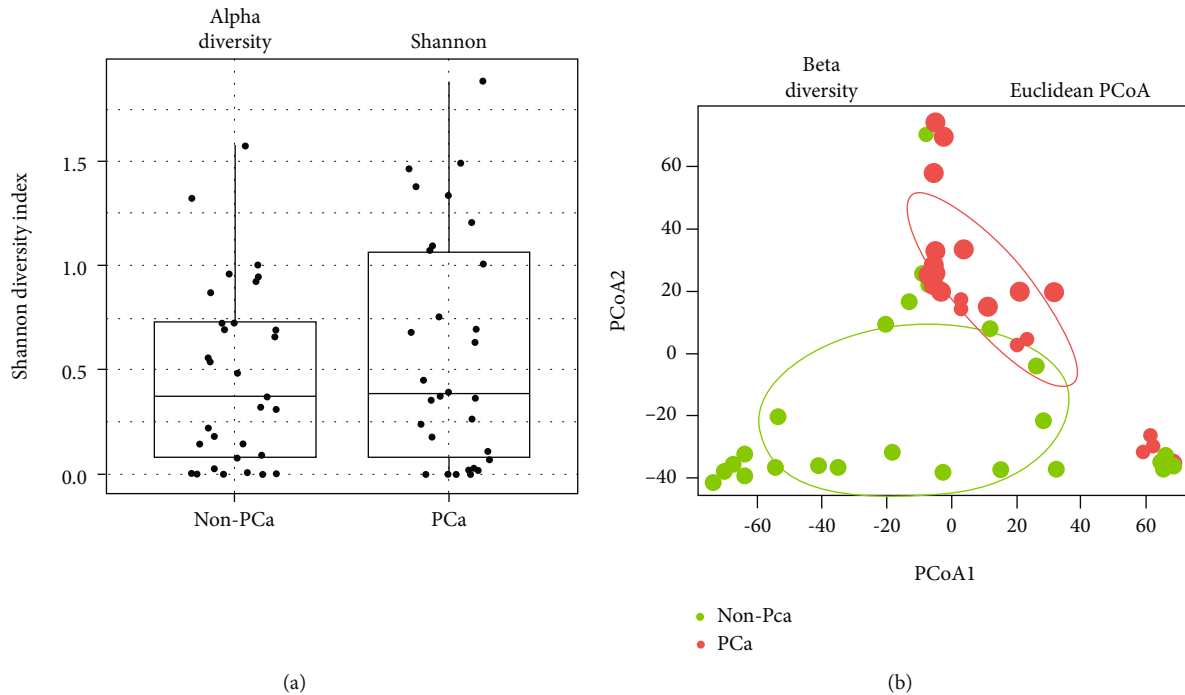 Alpha
diversity
Shannon
Shannon diversity index
1.5
1.0
0.5
0.0
Non-PCa
PCa
(a)
Beta
diversity
Euclidean PCoA
PCoA2
60
40
20
0
-20
-40
-60
-40
-20
0
20
40
60
PCoA1
Non-Pca
PCa
(b)